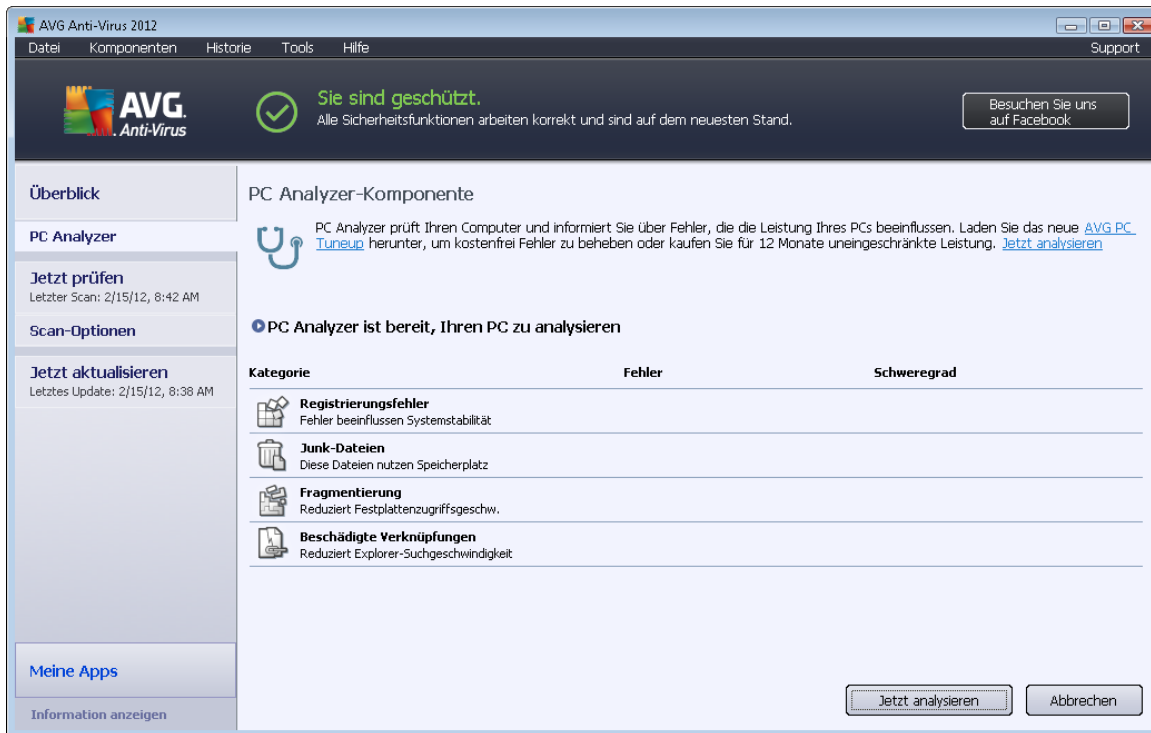 AVG Anti-Virus 2012
Datei Komponenten Historie Tools Hilfe Support
AVG.
Anti-Virus
Sie sind geschützt.
Alle Sicherheitsfunktionen arbeiten korrekt und sind auf dem neuesten Stand.
Besuchen Sie uns
auf Facebook
Überblick
PC Analyzer
Jetzt prüfen
Letzter Scan: 2/15/12, 8:42 AM
Scan-Optionen
Jetzt aktualisieren
Letztes Update: 2/15/12, 8:38 AM
Meine Apps
Information anzeigen
PC Analyzer-Komponente
PC Analyzer prüft Ihren Computer und informiert Sie über Fehler, die die Leistung Ihres PCs beeinflussen. Laden Sie das neue AVG PC
Tuneup herunter, um kostenfrei Fehler zu beheben oder kaufen Sie für 12 Monate uneingeschränkte Leistung. Jetzt analysieren
PC Analyzer ist bereit, Ihren PC zu analysieren
Kategorie Fehler Schweregrad
Registrierungsfehler
Fehler beeinflussen Systemstabilität
Junk-Dateien
Diese Dateien nutzen Speicherplatz
Fragmentierung
Reduziert Festplattenzugriffsgeschw.
Beschädigte Verknüpfungen
Reduziert Explorer-Suchgeschwindigkeit
Jetzt analysieren Abbrechen